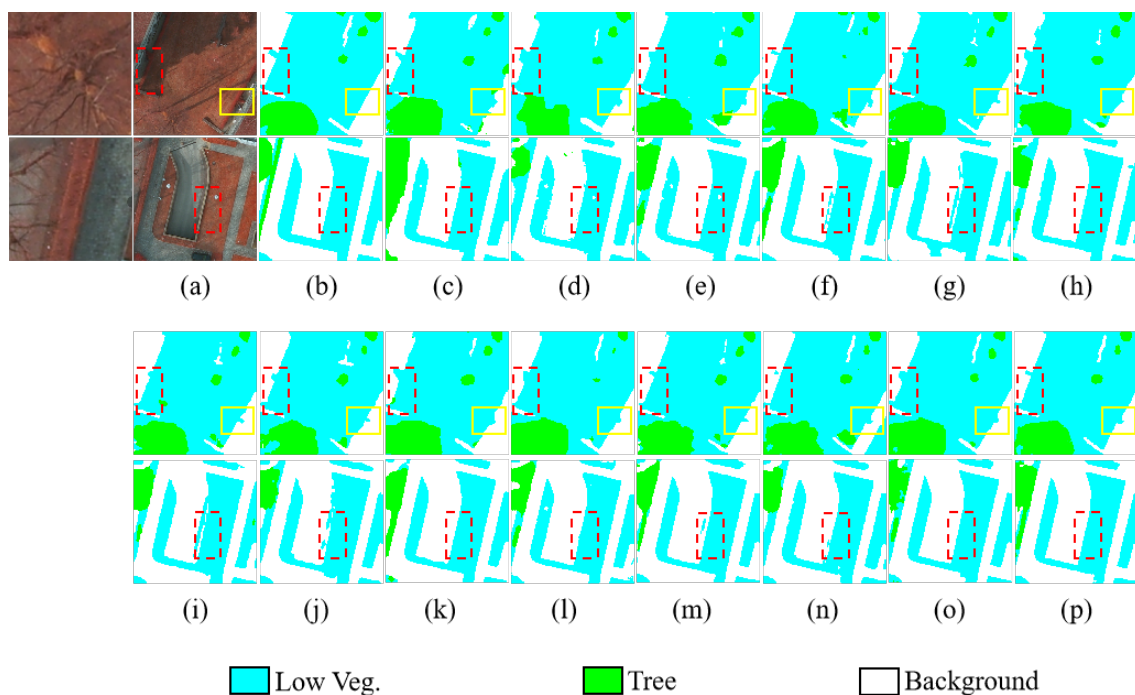 (a) (b) (c) (d) (e) (f) (g) (h)
(i) (j) (k) (l) (m) (n) (o) (p)
Low Veg. Tree Background